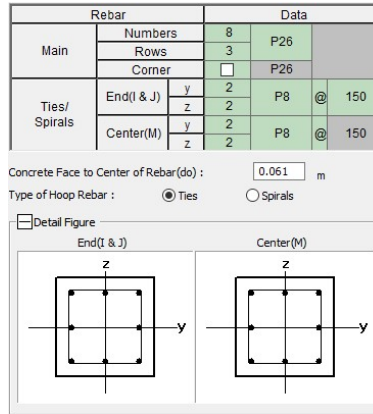 Rebar Data
Main Numbers 8 P26
Rows 3
Corner P26
Ties/ Spirals End(I & J) y 2 P8 @ 150
z 2
Center(M) y 2 P8 @ 150
z 2
Concrete Face to Center of Rebar(do) : 0.061 m
Type of Hoop Rebar : Ties Spirals
Detail Figure
End(I & J) Center(M)
z z
y y